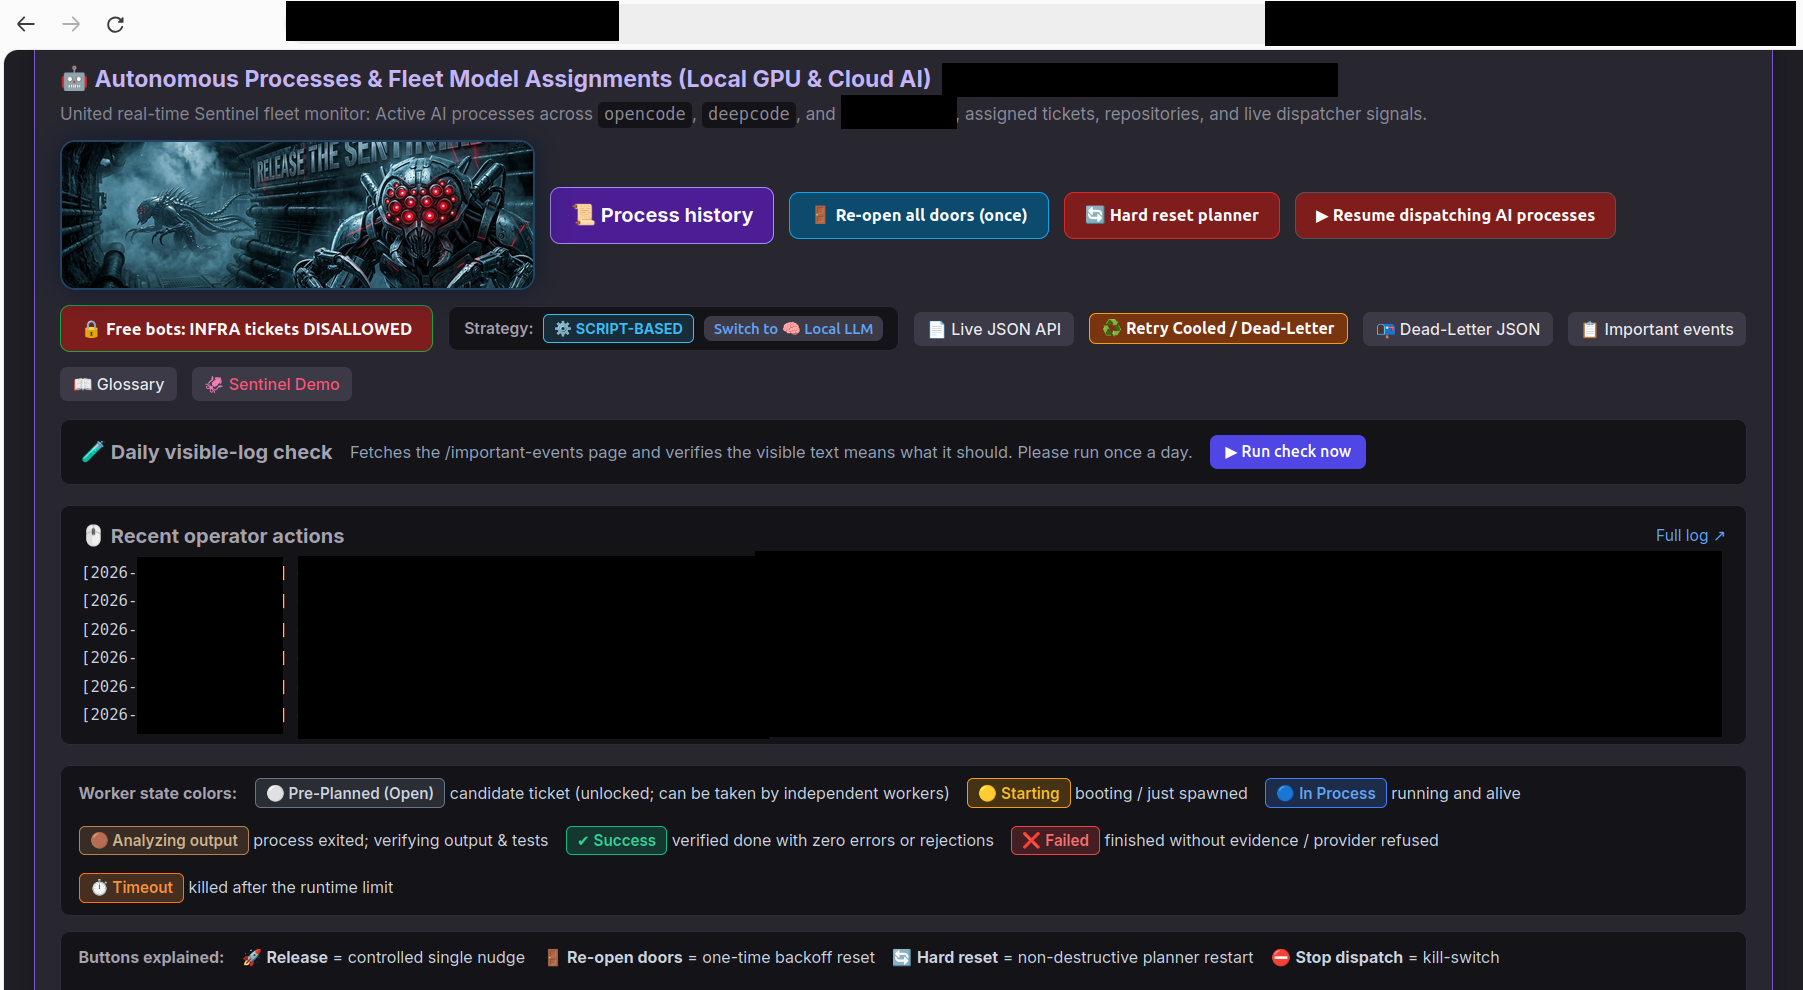 🤖 Autonomous Processes & Fleet Model Assignments (Local GPU & Cloud AI)
United real-time Sentinel fleet monitor: Active AI processes across opencode, deepcode, and , assigned tickets, repositories, and live dispatcher signals.
RELEASE THE SENTINEL
📜 Process history
🚪 Re-open all doors (once)
🔄 Hard reset planner
▶ Resume dispatching AI processes
🔒 Free bots: INFRA tickets DISALLOWED
Strategy: ⚙️ SCRIPT-BASED Switch to 🧠 Local LLM
📄 Live JSON API
♻️ Retry Cooled / Dead-Letter
📭 Dead-Letter JSON
📋 Important events
📖 Glossary
🦑 Sentinel Demo
🧪 Daily visible-log check Fetches the /important-events page and verifies the visible text means what it should. Please run once a day. ▶ Run check now
🖱️ Recent operator actions
Full log ↗
[2026- ]
[2026- ]
[2026- ]
[2026- ]
[2026- ]
[2026- ]
Worker state colors: ⚪ Pre-Planned (Open) candidate ticket (unlocked; can be taken by independent workers) 🟡 Starting booting / just spawned 🔵 In Process running and alive
🟤 Analyzing output process exited; verifying output & tests ✔ Success verified done with zero errors or rejections ❌ Failed finished without evidence / provider refused
⏱️ Timeout killed after the runtime limit
Buttons explained: 🚀 Release = controlled single nudge 🚪 Re-open doors = one-time backoff reset 🔄 Hard reset = non-destructive planner restart ⛔ Stop dispatch = kill-switch